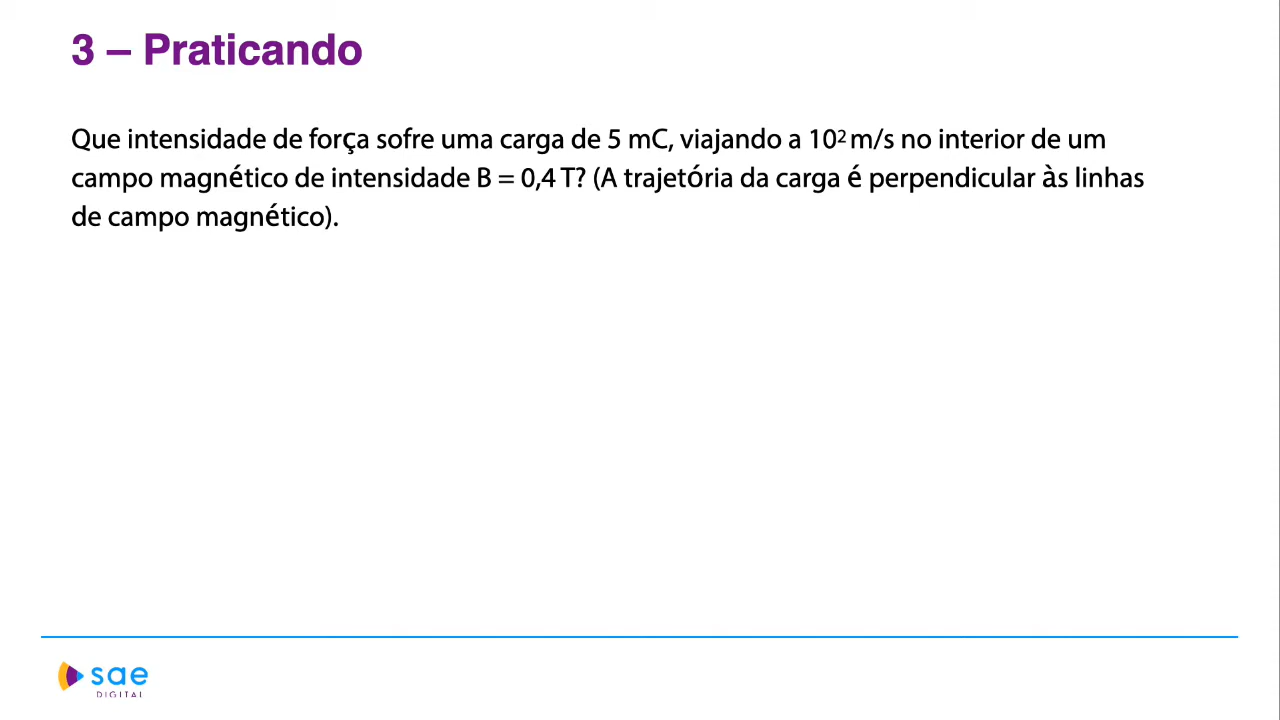 3 – Praticando
Que intensidade de força sofre uma carga de 5 mC, viajando a 10² m/s no interior de um
campo magnético de intensidade B = 0,4 T? (A trajetória da carga é perpendicular às linhas
de campo magnético).
sae
DIGITAL